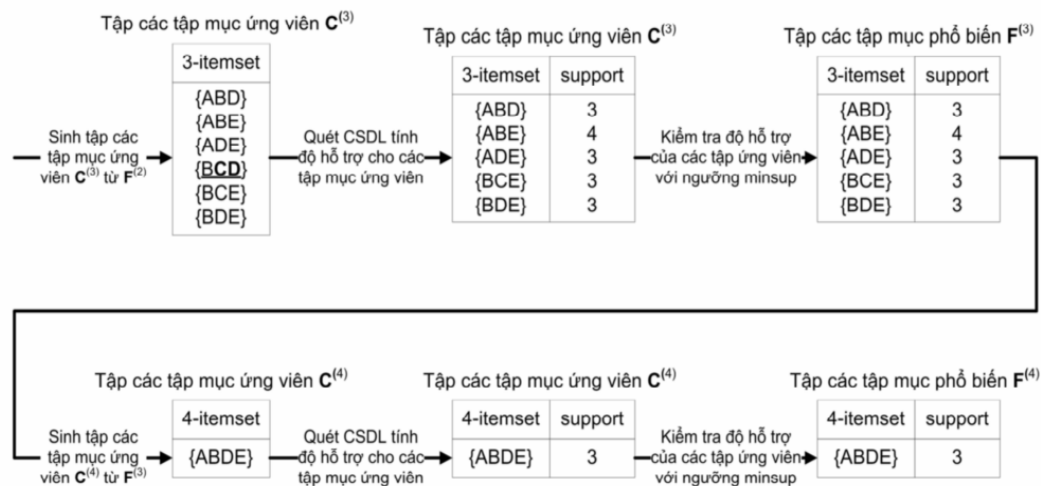 Tập các tập mục ứng viên C(3)
3-itemset
{ABD}
{ABE}
{ADE}
{BCD}
{BCE}
{BDE}
Sinh tập các
tập mục ứng
viên C(3) từ F(2)
Quét CSDL tính
độ hỗ trợ cho các
tập mục ứng viên
Tập các tập mục ứng viên C(3)
3-itemset support
{ABD} 3
{ABE} 4
{ADE} 3
{BCE} 3
{BDE} 3
Kiểm tra độ hỗ trợ
của các tập ứng viên
với ngưỡng minsup
Tập các tập mục phổ biến F(3)
3-itemset support
{ABD} 3
{ABE} 4
{ADE} 3
{BCE} 3
{BDE} 3
Sinh tập các
tập mục ứng
viên C(4) từ F(3)
Tập các tập mục ứng viên C(4)
4-itemset
{ABDE}
Quét CSDL tính
độ hỗ trợ cho các
tập mục ứng viên
Tập các tập mục ứng viên C(4)
4-itemset support
{ABDE} 3
Kiểm tra độ hỗ trợ
của các tập ứng viên
với ngưỡng minsup
Tập các tập mục phổ biến F(4)
4-itemset support
{ABDE} 3